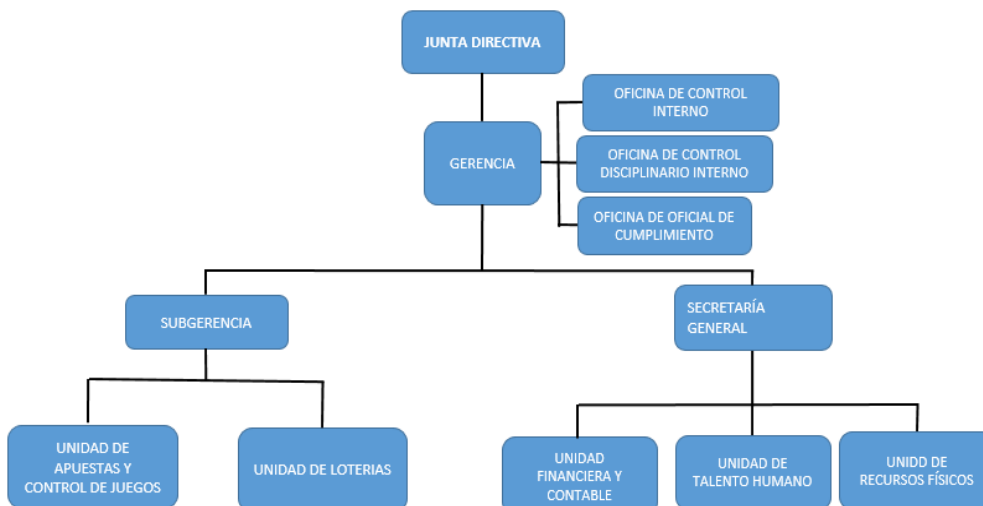 JUNTA DIRECTIVA
OFICINA DE CONTROL
INTERNO
GERENCIA
OFICINA DE CONTROL
DISCIPLINARIO INTERNO
OFICINA DE OFICIAL DE
CUMPLIMIENTO
SUBGERENCIA
SECRETARÍA
GENERAL
UNIDAD DE
APUESTAS Y
CONTROL DE JUEGOS
UNIDAD DE LOTERIAS
UNIDAD
FINANCIERA Y
CONTABLE
UNIDAD DE
TALENTO HUMANO
UNIDD DE
RECURSOS FÍSICOS